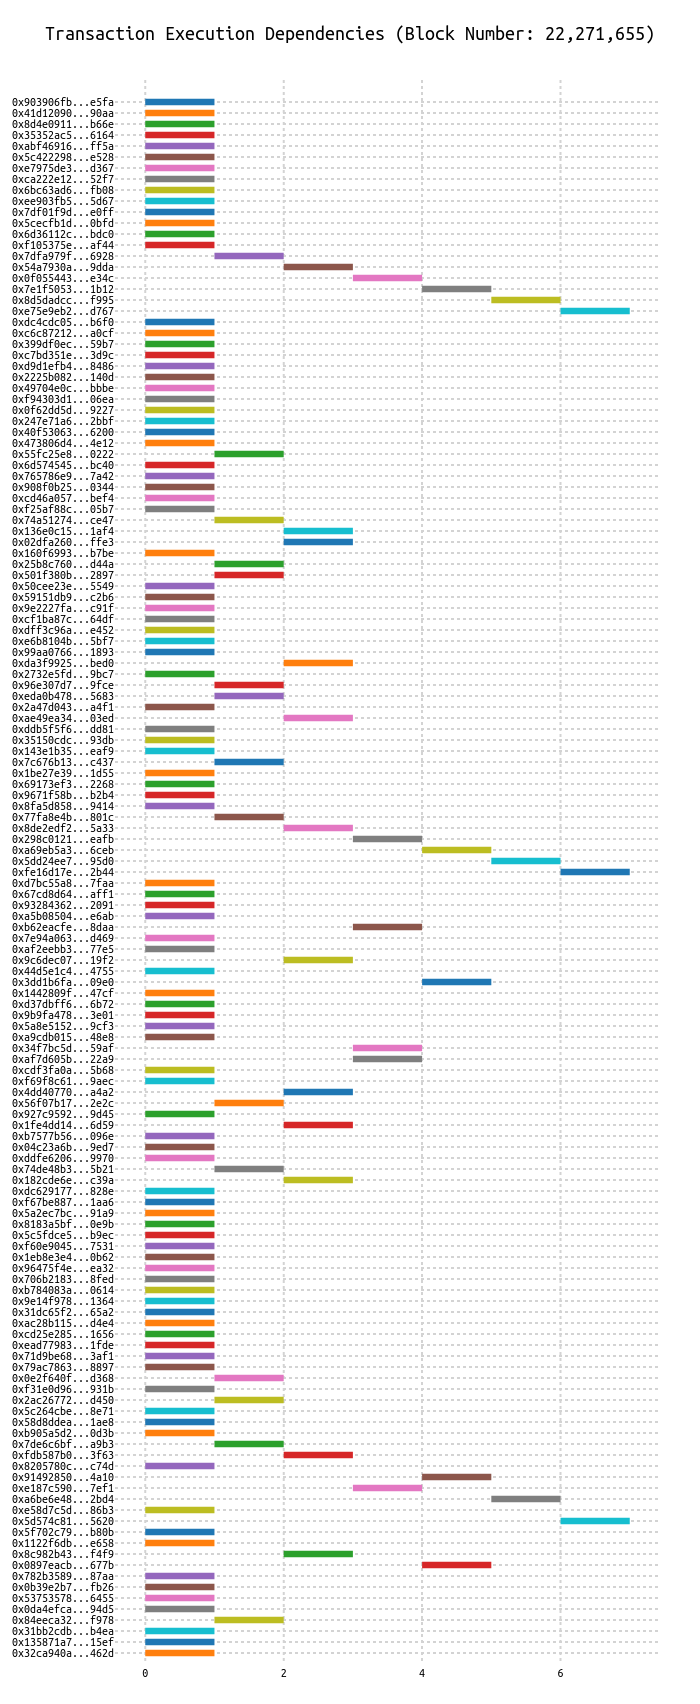 Transaction Execution Dependencies (Block Number: 22,271,655)
0x903906fb...e5fa
0x41d12090...90aa
0x8d4e0911...b66e
0x35352ac5...6164
0xabf46916...ff5a
0x5c422298...e528
0xe7975de3...d367
0xca222e12...52f7
0x6bc63ad6...fb08
0xee903fb5...5d67
0x7df01f9d...e0ff
0x5cecfb1d...0bfd
0x6d36112c...bdc0
0xf105375e...af44
0x7dfa979f...6928
0x54a7930a...9dda
0x0f055443...e34c
0x7e1f5053...1b12
0x8d5dadcc...f995
0xe75e9eb2...d767
0xdc4cdc05...b6f0
0xc6c87212...a0cf
0x399df0ec...59b7
0xc7bd351e...3d9c
0xd9d1efb4...8486
0x2225b082...140d
0x49704e0c...bbbe
0xf94303d1...06ea
0x0f62dd5d...9227
0x247e71a6...2bbf
0x40f53063...6200
0x473806d4...4e12
0x55fc25e8...0222
0x6d574545...bc40
0x765786e9...7a42
0x908f0b25...0344
0xcd46a057...bef4
0xf25af88c...05b7
0x74a51274...ce47
0x136e0c15...1af4
0x02dfa260...ffe3
0x160f6993...b7be
0x25b8c760...d44a
0x501f380b...2897
0x50cee23e...5549
0x59151db9...c2b6
0x9e2227fa...c91f
0xcf1ba87c...64df
0xdff3c96a...e452
0xe6b8104b...5bf7
0x99aa0766...1893
0xda3f9925...bed0
0x2732e5fd...9bc7
0x96e307d7...9fce
0xeda0b478...5683
0x2a47d043...a4f1
0xae49ea34...03ed
0xddb5f5f6...dd81
0x35150cdc...93db
0x143e1b35...eaf9
0x7c676b13...c437
0x1be27e39...1d55
0x69173ef3...2268
0x9671f58b...b2b4
0x8fa5d858...9414
0x77fa8e4b...801c
0x8de2edf2...5a33
0x298c0121...eafb
0xa69eb5a3...6ceb
0x5dd24ee7...95d0
0xfe16d17e...2b44
0xd7bc55a8...7faa
0x67cd8d64...aff1
0x93284362...2091
0xa5b08504...e6ab
0xb62eacfe...8daa
0x7e94a063...d469
0xaf2eebb3...77e5
0x9c6dec07...19f2
0x44d5e1c4...4755
0x3dd1b6fa...09e0
0x1442809f...47cf
0xd37dbff6...6b72
0x9b9fa478...3e01
0x5a8e5152...9cf3
0xa9cdb015...48e8
0x34f7bc5d...59af
0xaf7d605b...22a9
0xcdf3fa0a...5b68
0xf69f8c61...9aec
0x4dd40770...a4a2
0x56f07b17...2e2c
0x927c9592...9d45
0x1fe4dd14...6d59
0xb7577b56...096e
0x04c23a6b...9ed7
0xddfe6206...9970
0x74de48b3...5b21
0x182cde6e...c39a
0xdc629177...828e
0xf67be887...1aa6
0x5a2ec7bc...91a9
0x8183a5bf...0e9b
0x5c5fdce5...b9ec
0xf60e9045...7531
0x1eb8e3e4...0b62
0x96475f4e...ea32
0x706b2183...8fed
0xb784083a...0614
0x9e14f978...1364
0x31dc65f2...65a2
0xac28b115...d4e4
0xcd25e285...1656
0xead77983...1fde
0x71d9be68...3af1
0x79ac7863...8897
0x0e2f640f...d368
0xf31e0d96...931b
0x2ac26772...d450
0x5c264cbe...8e71
0x58d8ddea...1ae8
0xb905a5d2...0d3b
0x7de6c6bf...a9b3
0xfdb587b0...3f63
0x8205780c...c74d
0x91492850...4a10
0xe187c590...7ef1
0xa6be6e48...2bd4
0xe58d7c5d...86b3
0x5d574c81...5620
0x5f702c79...b80b
0x1122f6db...e658
0x8c982b43...f4f9
0x0897eacb...677b
0x782b3589...87aa
0x0b39e2b7...fb26
0x53753578...6455
0x0da4efca...94d5
0x84eeca32...f978
0x31bb2cdb...b4ea
0x135871a7...15ef
0x32ca940a...462d
0 2 4 6